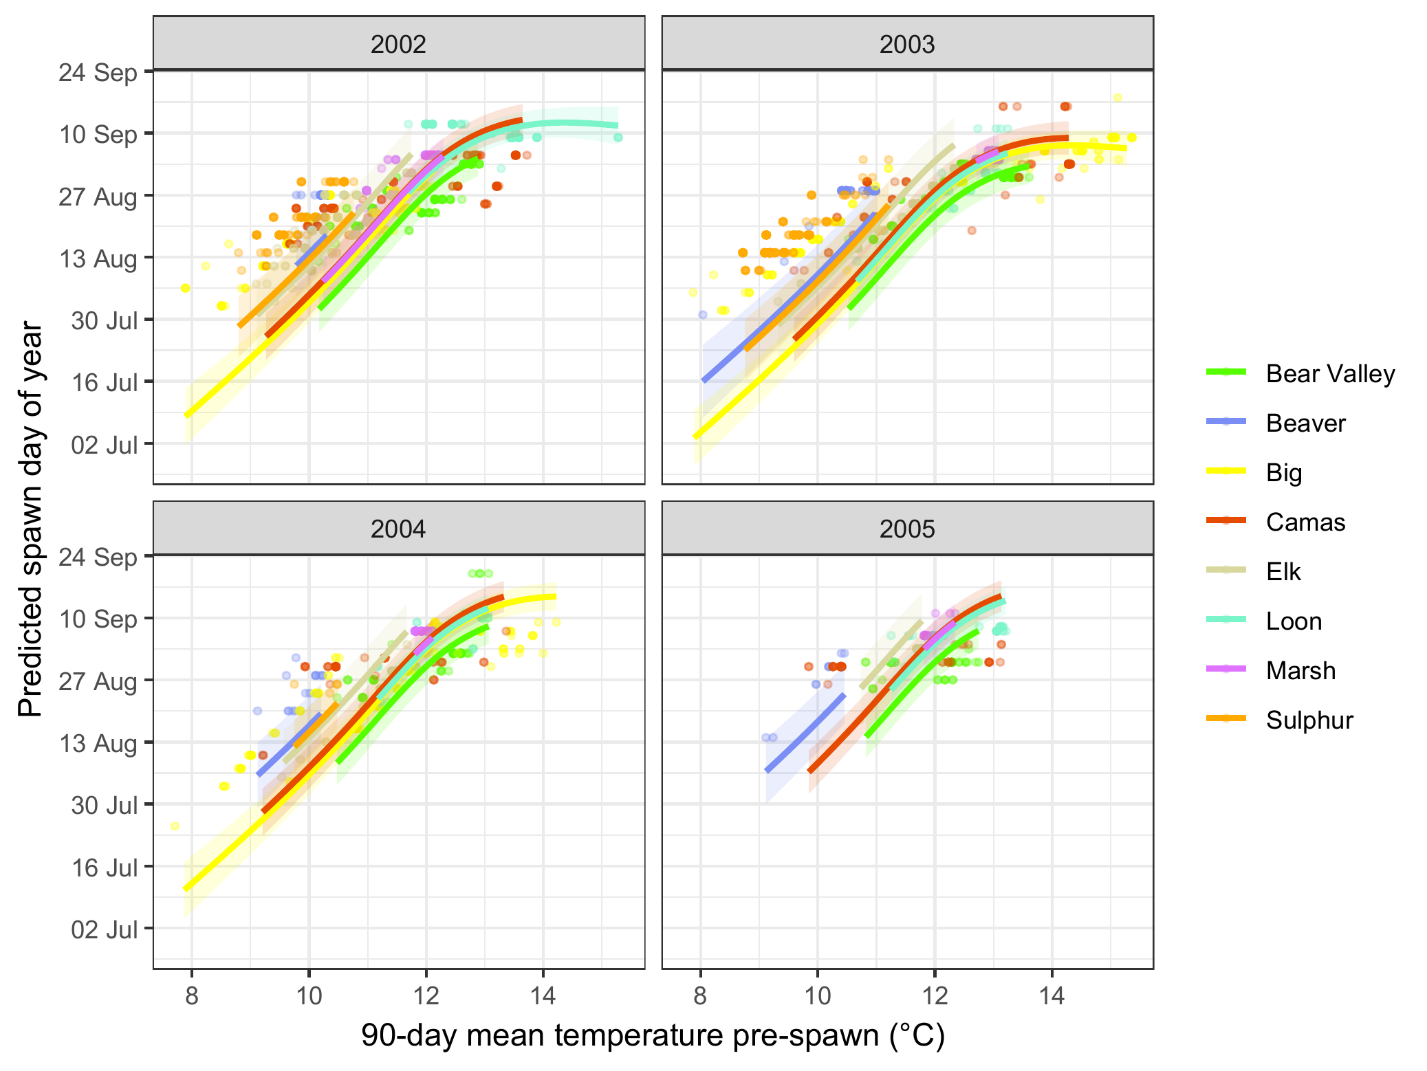 2002
2003
24 Sep
10 Sep
27 Aug
13 Aug
30 Jul
16 Jul
02 Jul
2004
2005
24 Sep
10 Sep
27 Aug
13 Aug
30 Jul
16 Jul
02 Jul
8 10 12 14
8 10 12 14
90-day mean temperature pre-spawn (°C)
Predicted spawn day of year
Bear Valley
Beaver
Big
Camas
Elk
Loon
Marsh
Sulphur